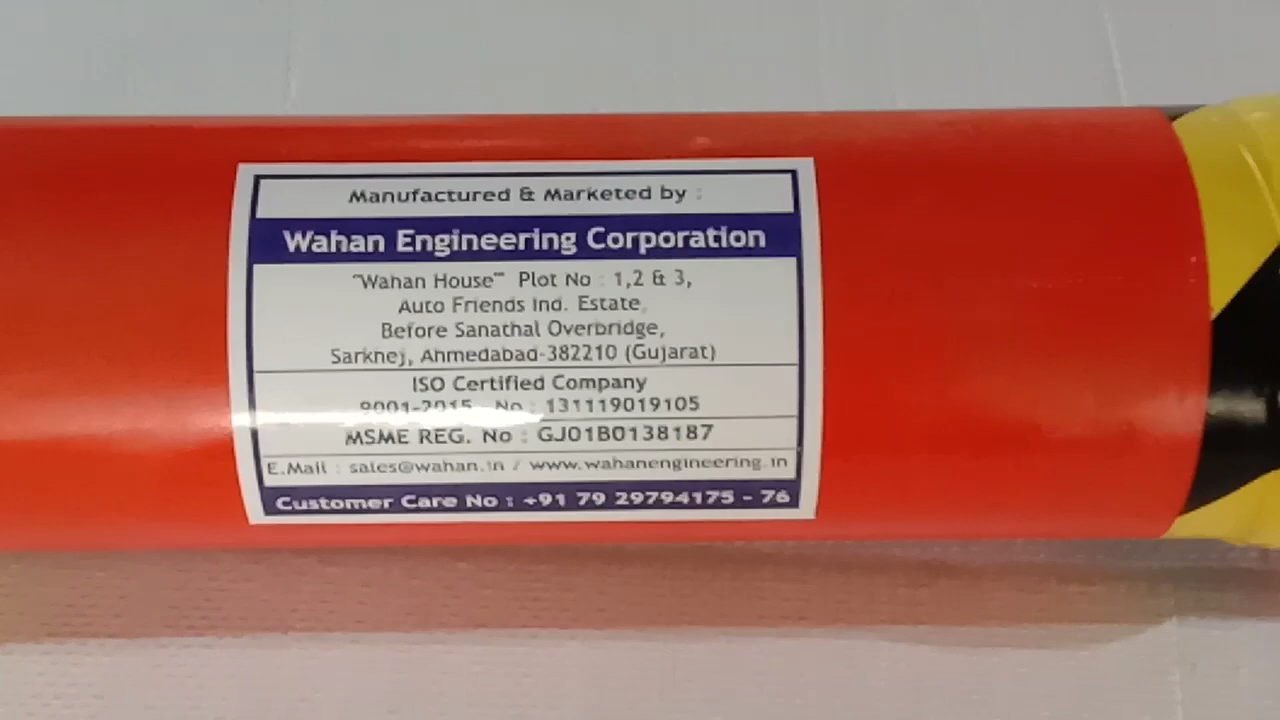 Manufactured & Marketed by :
Wahan Engineering Corporation
"Wahan House" Plot No : 1,2 & 3,
Auto Friends Ind. Estate,
Before Sanathal Overbridge,
Sarkhej, Ahmedabad-382210 (Gujarat)
ISO Certified Company
9001-2015 No : 131119019105
MSME REG. No : GJ01B0138187
E.Mail : sales@wahan.in / www.wahanengineering.in
Customer Care No : +91 79 29794175 - 76